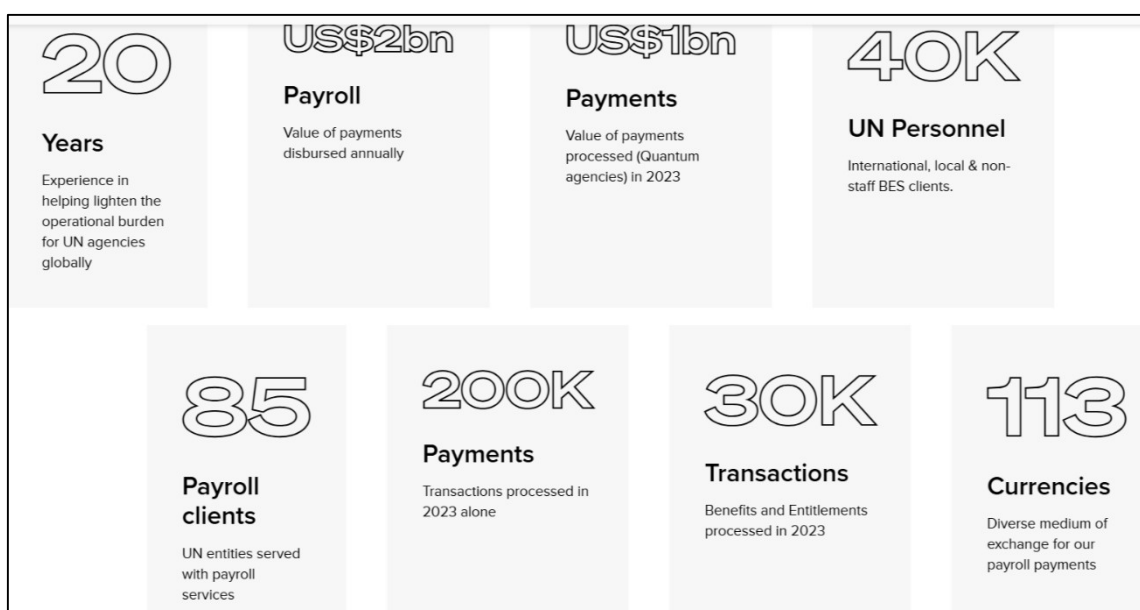 20
Years
Experience in
helping lighten the
operational burden
for UN agencies
globally
US$2bn
Payroll
Value of payments
disbursed annually
US$1bn
Payments
Value of payments
processed (Quantum
agencies) in 2023
40K
UN Personnel
International, local & non-
staff BES clients.
85
Payroll
clients
UN entities served
with payroll
services
200K
Payments
Transactions processed in
2023 alone
30K
Transactions
Benefits and Entitlements
processed in 2023
113
Currencies
Diverse medium of
exchange for our
payroll payments